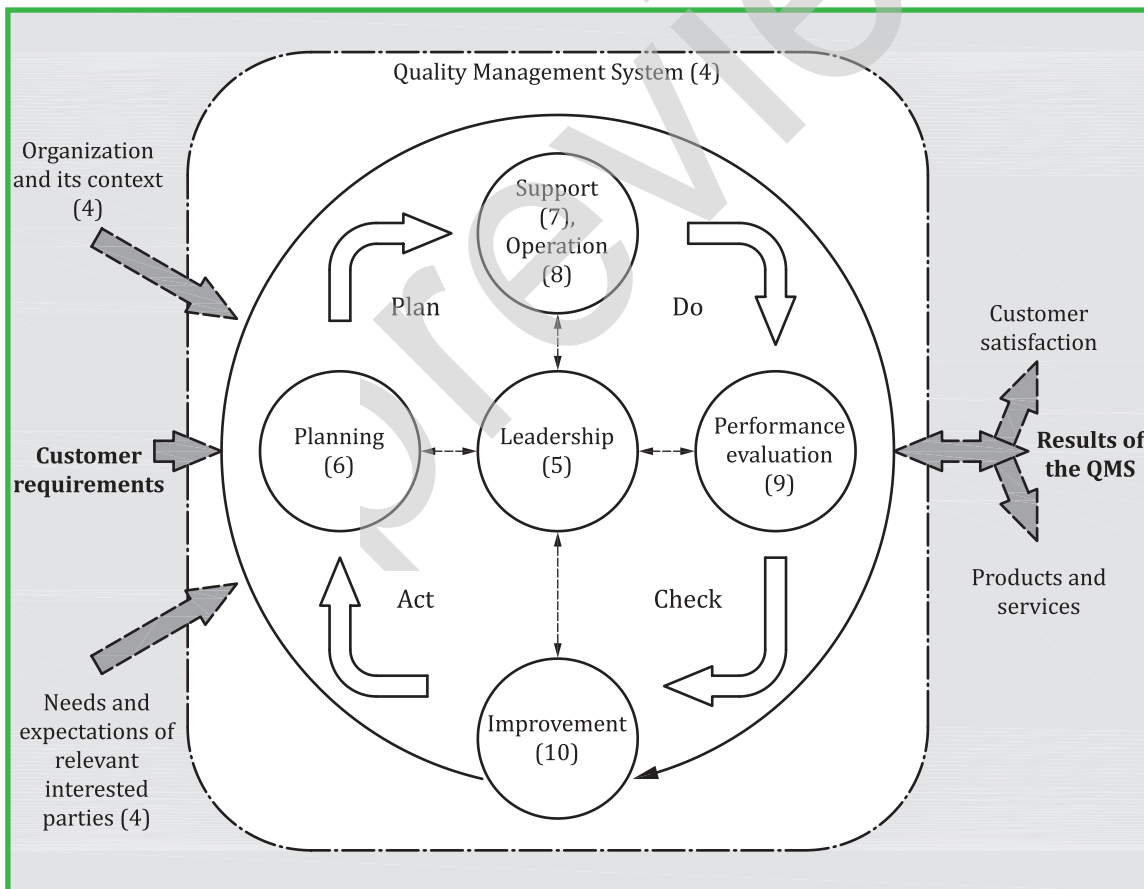 Quality Management System (4)
Organization
and its context
(4)
Support
(7),
Operation
(8)
Plan
Do
Customer
satisfaction
Planning
(6)
Leadership
(5)
Performance
evaluation
(9)
Customer
requirements
Results of
the QMS
Act
Check
Products and
services
Improvement
(10)
Needs and
expectations of
relevant
interested
parties (4)
previe